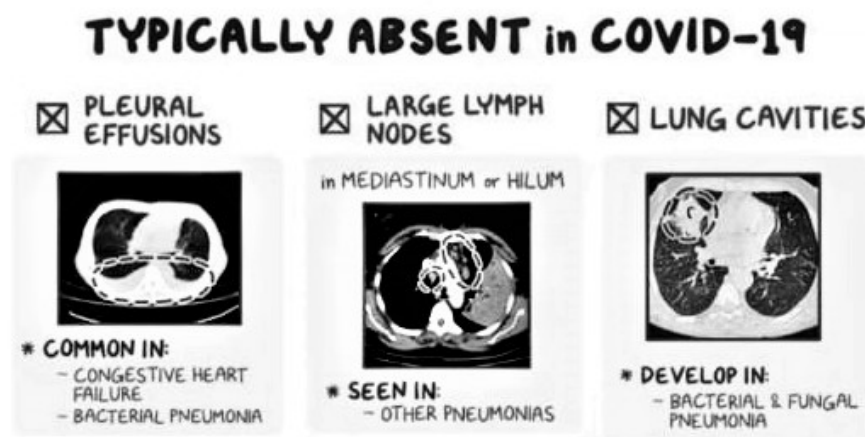 TYPICALLY ABSENT in COVID-19
PLEURAL
EFFUSIONS
* COMMON IN:
- CONGESTIVE HEART
FAILURE
- BACTERIAL PNEUMONIA
LARGE LYMPH
NODES
in MEDIASTINUM or HILUM
* SEEN IN:
- OTHER PNEUMONIAS
LUNG CAVITIES
* DEVELOP IN:
- BACTERIAL & FUNGAL
PNEUMONIA